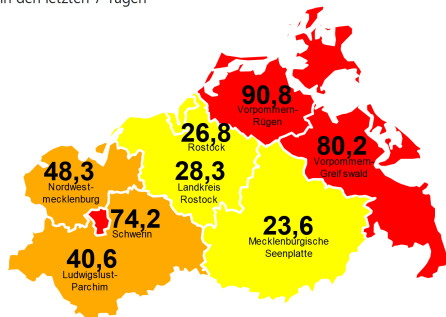 in den letzten 7 Tagen
90,8
Vorpommern-
Rügen
26,8
Rostock
80,2
Vorpommern-
Greifswald
48,3
Nordwest-
mecklenburg
28,3
Landkreis
Rostock
74,2
Schwerin
23,6
Mecklenburgische
Seenplatte
40,6
Ludwigslust-
Parchim